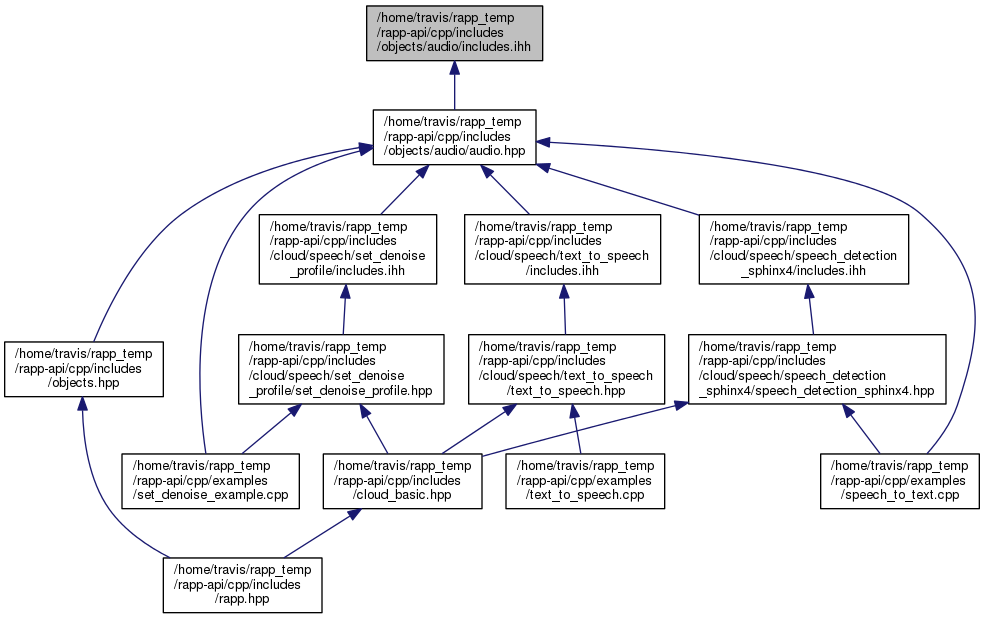 /home/travis/rapp_temp
/rapp-api/cpp/includes
/objects/audio/includes.ihh
/home/travis/rapp_temp
/rapp-api/cpp/includes
/objects/audio/audio.hpp
/home/travis/rapp_temp
/rapp-api/cpp/includes
/cloud/speech/set_denoise
_profile/includes.ihh
/home/travis/rapp_temp
/rapp-api/cpp/includes
/cloud/speech/text_to_speech
/includes.ihh
/home/travis/rapp_temp
/rapp-api/cpp/includes
/cloud/speech/speech_detection
_sphinx4/includes.ihh
/home/travis/rapp_temp
/rapp-api/cpp/includes
/objects.hpp
/home/travis/rapp_temp
/rapp-api/cpp/includes
/cloud/speech/set_denoise
_profile/set_denoise_profile.hpp
/home/travis/rapp_temp
/rapp-api/cpp/includes
/cloud/speech/text_to_speech
/text_to_speech.hpp
/home/travis/rapp_temp
/rapp-api/cpp/includes
/cloud/speech/speech_detection
_sphinx4/speech_detection_sphinx4.hpp
/home/travis/rapp_temp
/rapp-api/cpp/examples
/set_denoise_example.cpp
/home/travis/rapp_temp
/rapp-api/cpp/includes
/cloud_basic.hpp
/home/travis/rapp_temp
/rapp-api/cpp/examples
/text_to_speech.cpp
/home/travis/rapp_temp
/rapp-api/cpp/examples
/speech_to_text.cpp
/home/travis/rapp_temp
/rapp-api/cpp/includes
/rapp.hpp